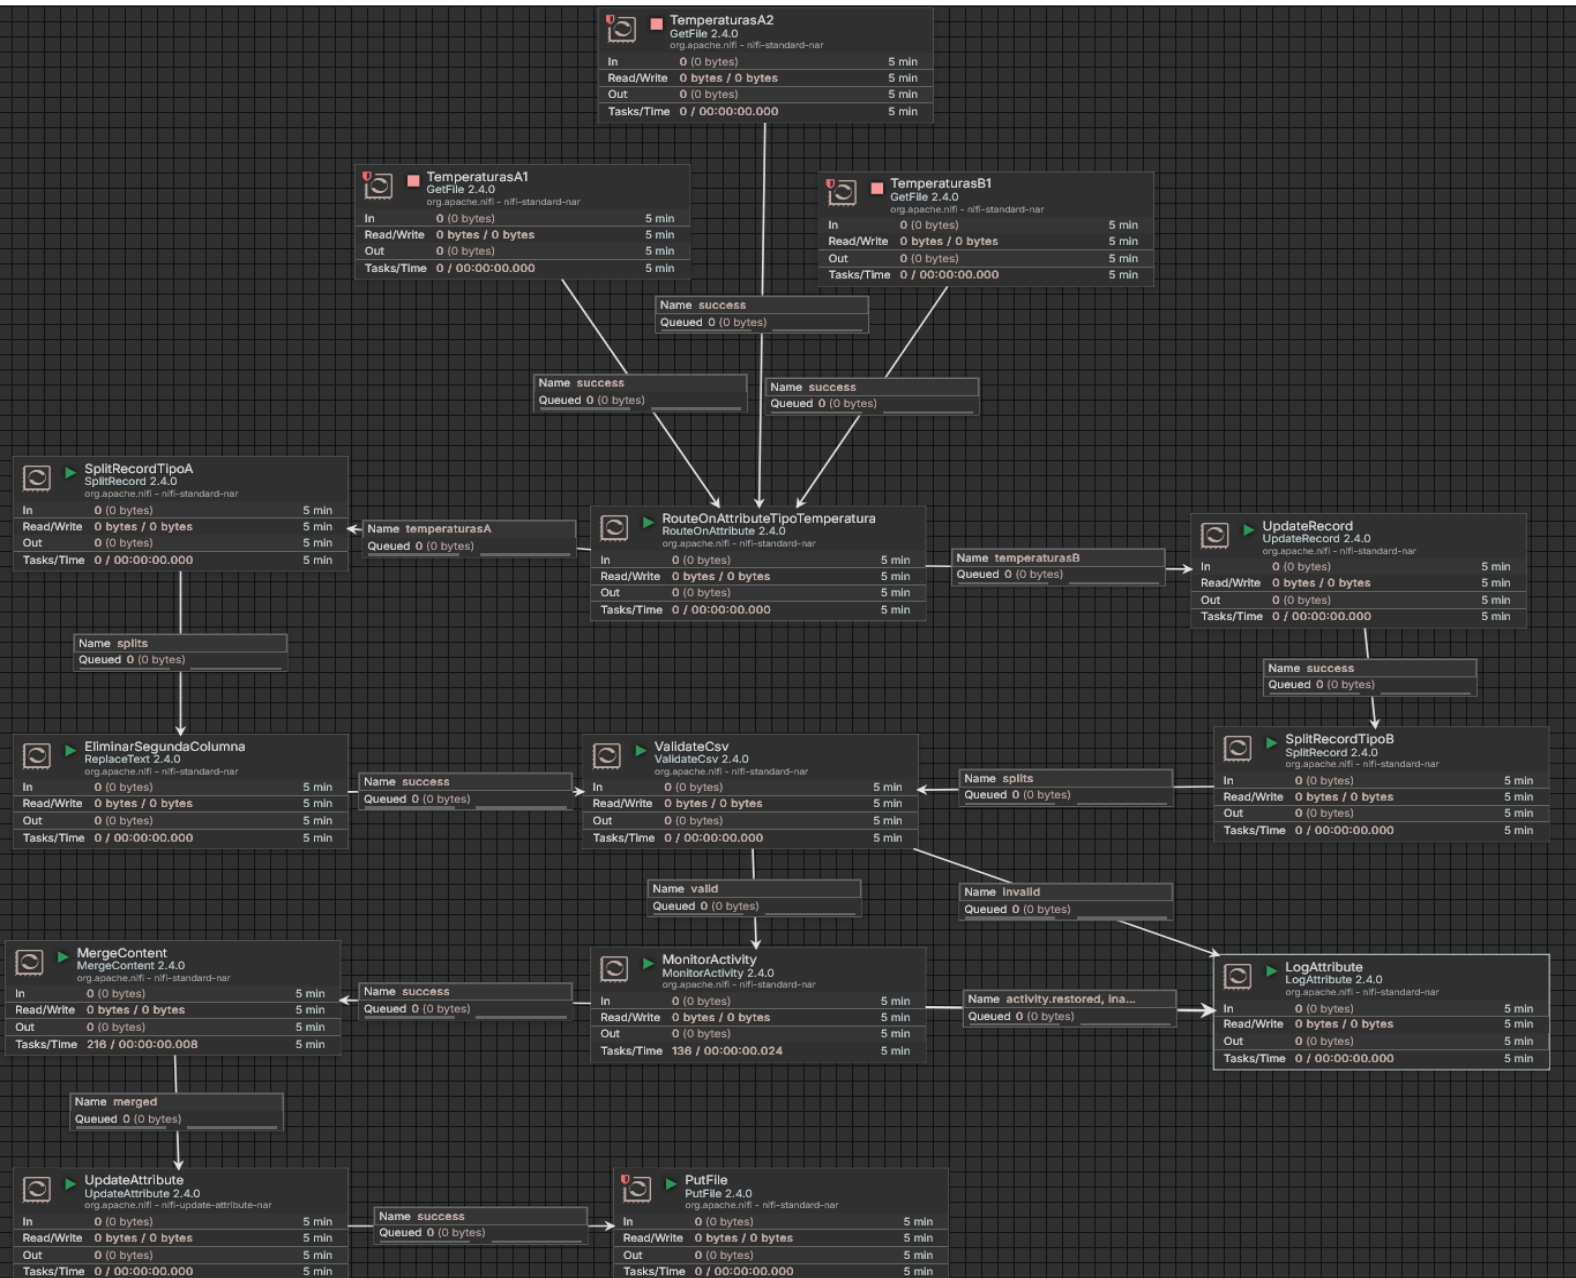 TemperaturasA2
GetFile 2.4.0
org.apache.nifi - nifi-standard-nar
In 0 (0 bytes) 5 min
Read/Write 0 bytes / 0 bytes 5 min
Out 0 (0 bytes) 5 min
Tasks/Time 0 / 00:00:00.000 5 min
TemperaturasA1
GetFile 2.4.0
org.apache.nifi - nifi-standard-nar
In 0 (0 bytes) 5 min
Read/Write 0 bytes / 0 bytes 5 min
Out 0 (0 bytes) 5 min
Tasks/Time 0 / 00:00:00.000 5 min
TemperaturasB1
GetFile 2.4.0
org.apache.nifi - nifi-standard-nar
In 0 (0 bytes) 5 min
Read/Write 0 bytes / 0 bytes 5 min
Out 0 (0 bytes) 5 min
Tasks/Time 0 / 00:00:00.000 5 min
Name success
Queued 0 (0 bytes)
Name success
Queued 0 (0 bytes)
Name success
Queued 0 (0 bytes)
SplitRecordTipoA
SplitRecord 2.4.0
org.apache.nifi - nifi-standard-nar
In 0 (0 bytes) 5 min
Read/Write 0 bytes / 0 bytes 5 min
Out 0 (0 bytes) 5 min
Tasks/Time 0 / 00:00:00.000 5 min
Name temperaturasA
Queued 0 (0 bytes)
RouteOnAttributeTipoTemperatura
RouteOnAttribute 2.4.0
org.apache.nifi - nifi-standard-nar
In 0 (0 bytes) 5 min
Read/Write 0 bytes / 0 bytes 5 min
Out 0 (0 bytes) 5 min
Tasks/Time 0 / 00:00:00.000 5 min
Name temperaturasB
Queued 0 (0 bytes)
UpdateRecord
UpdateRecord 2.4.0
org.apache.nifi - nifi-standard-nar
In 0 (0 bytes) 5 min
Read/Write 0 bytes / 0 bytes 5 min
Out 0 (0 bytes) 5 min
Tasks/Time 0 / 00:00:00.000 5 min
Name splits
Queued 0 (0 bytes)
Name success
Queued 0 (0 bytes)
EliminarSegundaColumna
ReplaceText 2.4.0
org.apache.nifi - nifi-standard-nar
In 0 (0 bytes) 5 min
Read/Write 0 bytes / 0 bytes 5 min
Out 0 (0 bytes) 5 min
Tasks/Time 0 / 00:00:00.000 5 min
Name success
Queued 0 (0 bytes)
ValidateCsv
ValidateCsv 2.4.0
org.apache.nifi - nifi-standard-nar
In 0 (0 bytes) 5 min
Read/Write 0 bytes / 0 bytes 5 min
Out 0 (0 bytes) 5 min
Tasks/Time 0 / 00:00:00.000 5 min
Name splits
Queued 0 (0 bytes)
SplitRecordTipoB
SplitRecord 2.4.0
org.apache.nifi - nifi-standard-nar
In 0 (0 bytes) 5 min
Read/Write 0 bytes / 0 bytes 5 min
Out 0 (0 bytes) 5 min
Tasks/Time 0 / 00:00:00.000 5 min
Name valid
Queued 0 (0 bytes)
Name invalid
Queued 0 (0 bytes)
MergeContent
MergeContent 2.4.0
org.apache.nifi - nifi-standard-nar
In 0 (0 bytes) 5 min
Read/Write 0 bytes / 0 bytes 5 min
Out 0 (0 bytes) 5 min
Tasks/Time 216 / 00:00:00.008 5 min
Name success
Queued 0 (0 bytes)
MonitorActivity
MonitorActivity 2.4.0
org.apache.nifi - nifi-standard-nar
In 0 (0 bytes) 5 min
Read/Write 0 bytes / 0 bytes 5 min
Out 0 (0 bytes) 5 min
Tasks/Time 136 / 00:00:00.024 5 min
Name activity.restored, ina...
Queued 0 (0 bytes)
LogAttribute
LogAttribute 2.4.0
org.apache.nifi - nifi-standard-nar
In 0 (0 bytes) 5 min
Read/Write 0 bytes / 0 bytes 5 min
Out 0 (0 bytes) 5 min
Tasks/Time 0 / 00:00:00.000 5 min
Name merged
Queued 0 (0 bytes)
UpdateAttribute
UpdateAttribute 2.4.0
org.apache.nifi - nifi-update-attribute-nar
In 0 (0 bytes) 5 min
Read/Write 0 bytes / 0 bytes 5 min
Out 0 (0 bytes) 5 min
Tasks/Time 0 / 00:00:00.000 5 min
Name success
Queued 0 (0 bytes)
PutFile
PutFile 2.4.0
org.apache.nifi - nifi-standard-nar
In 0 (0 bytes) 5 min
Read/Write 0 bytes / 0 bytes 5 min
Out 0 (0 bytes) 5 min
Tasks/Time 0 / 00:00:00.000 5 min